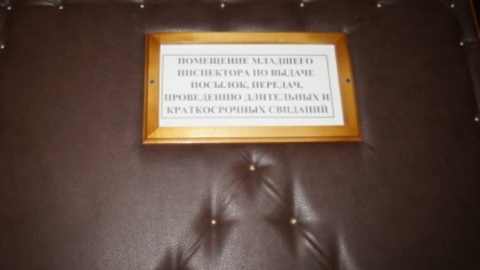 ПОМЕЩЕНИЕ МЛАДШЕГО
ИНСПЕКТОРА ПО ВЫДАЧЕ
ПОСЫЛОК, ПЕРЕДАЧ,
ПРОВЕДЕНИЮ ДЛИТЕЛЬНЫХ И
КРАТКОСРОЧНЫХ СВИДАНИЙ